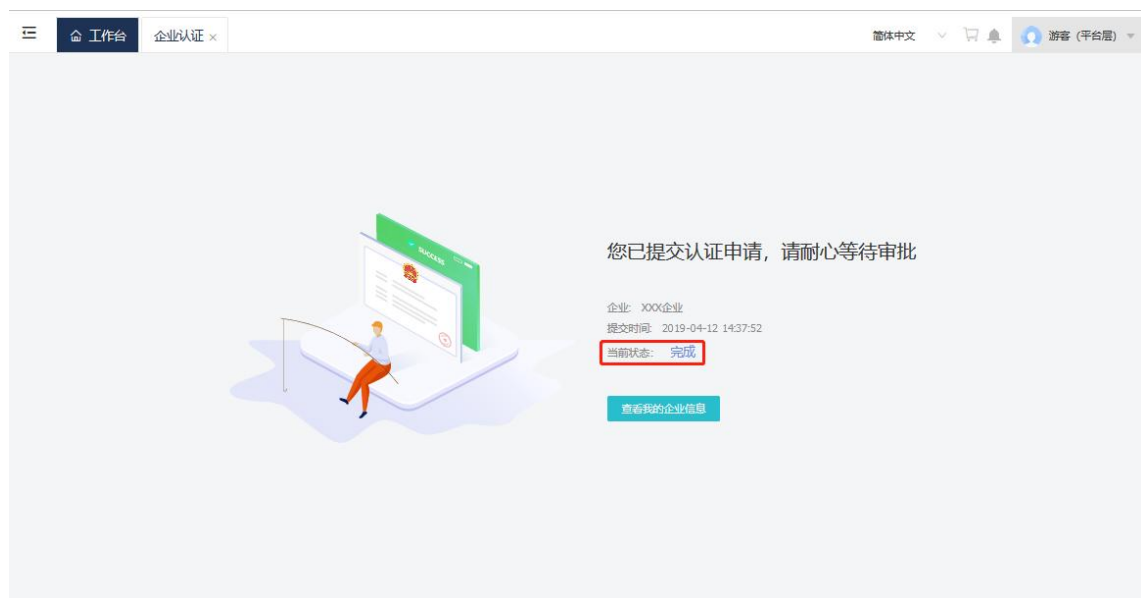 工作台
企业认证 ×
简体中文
游客 (平台层)
SUCCESS
您已提交认证申请，请耐心等待审批
企业: XXX企业
提交时间: 2019-04-12 14:37:52
当前状态: 完成
查看我的企业信息